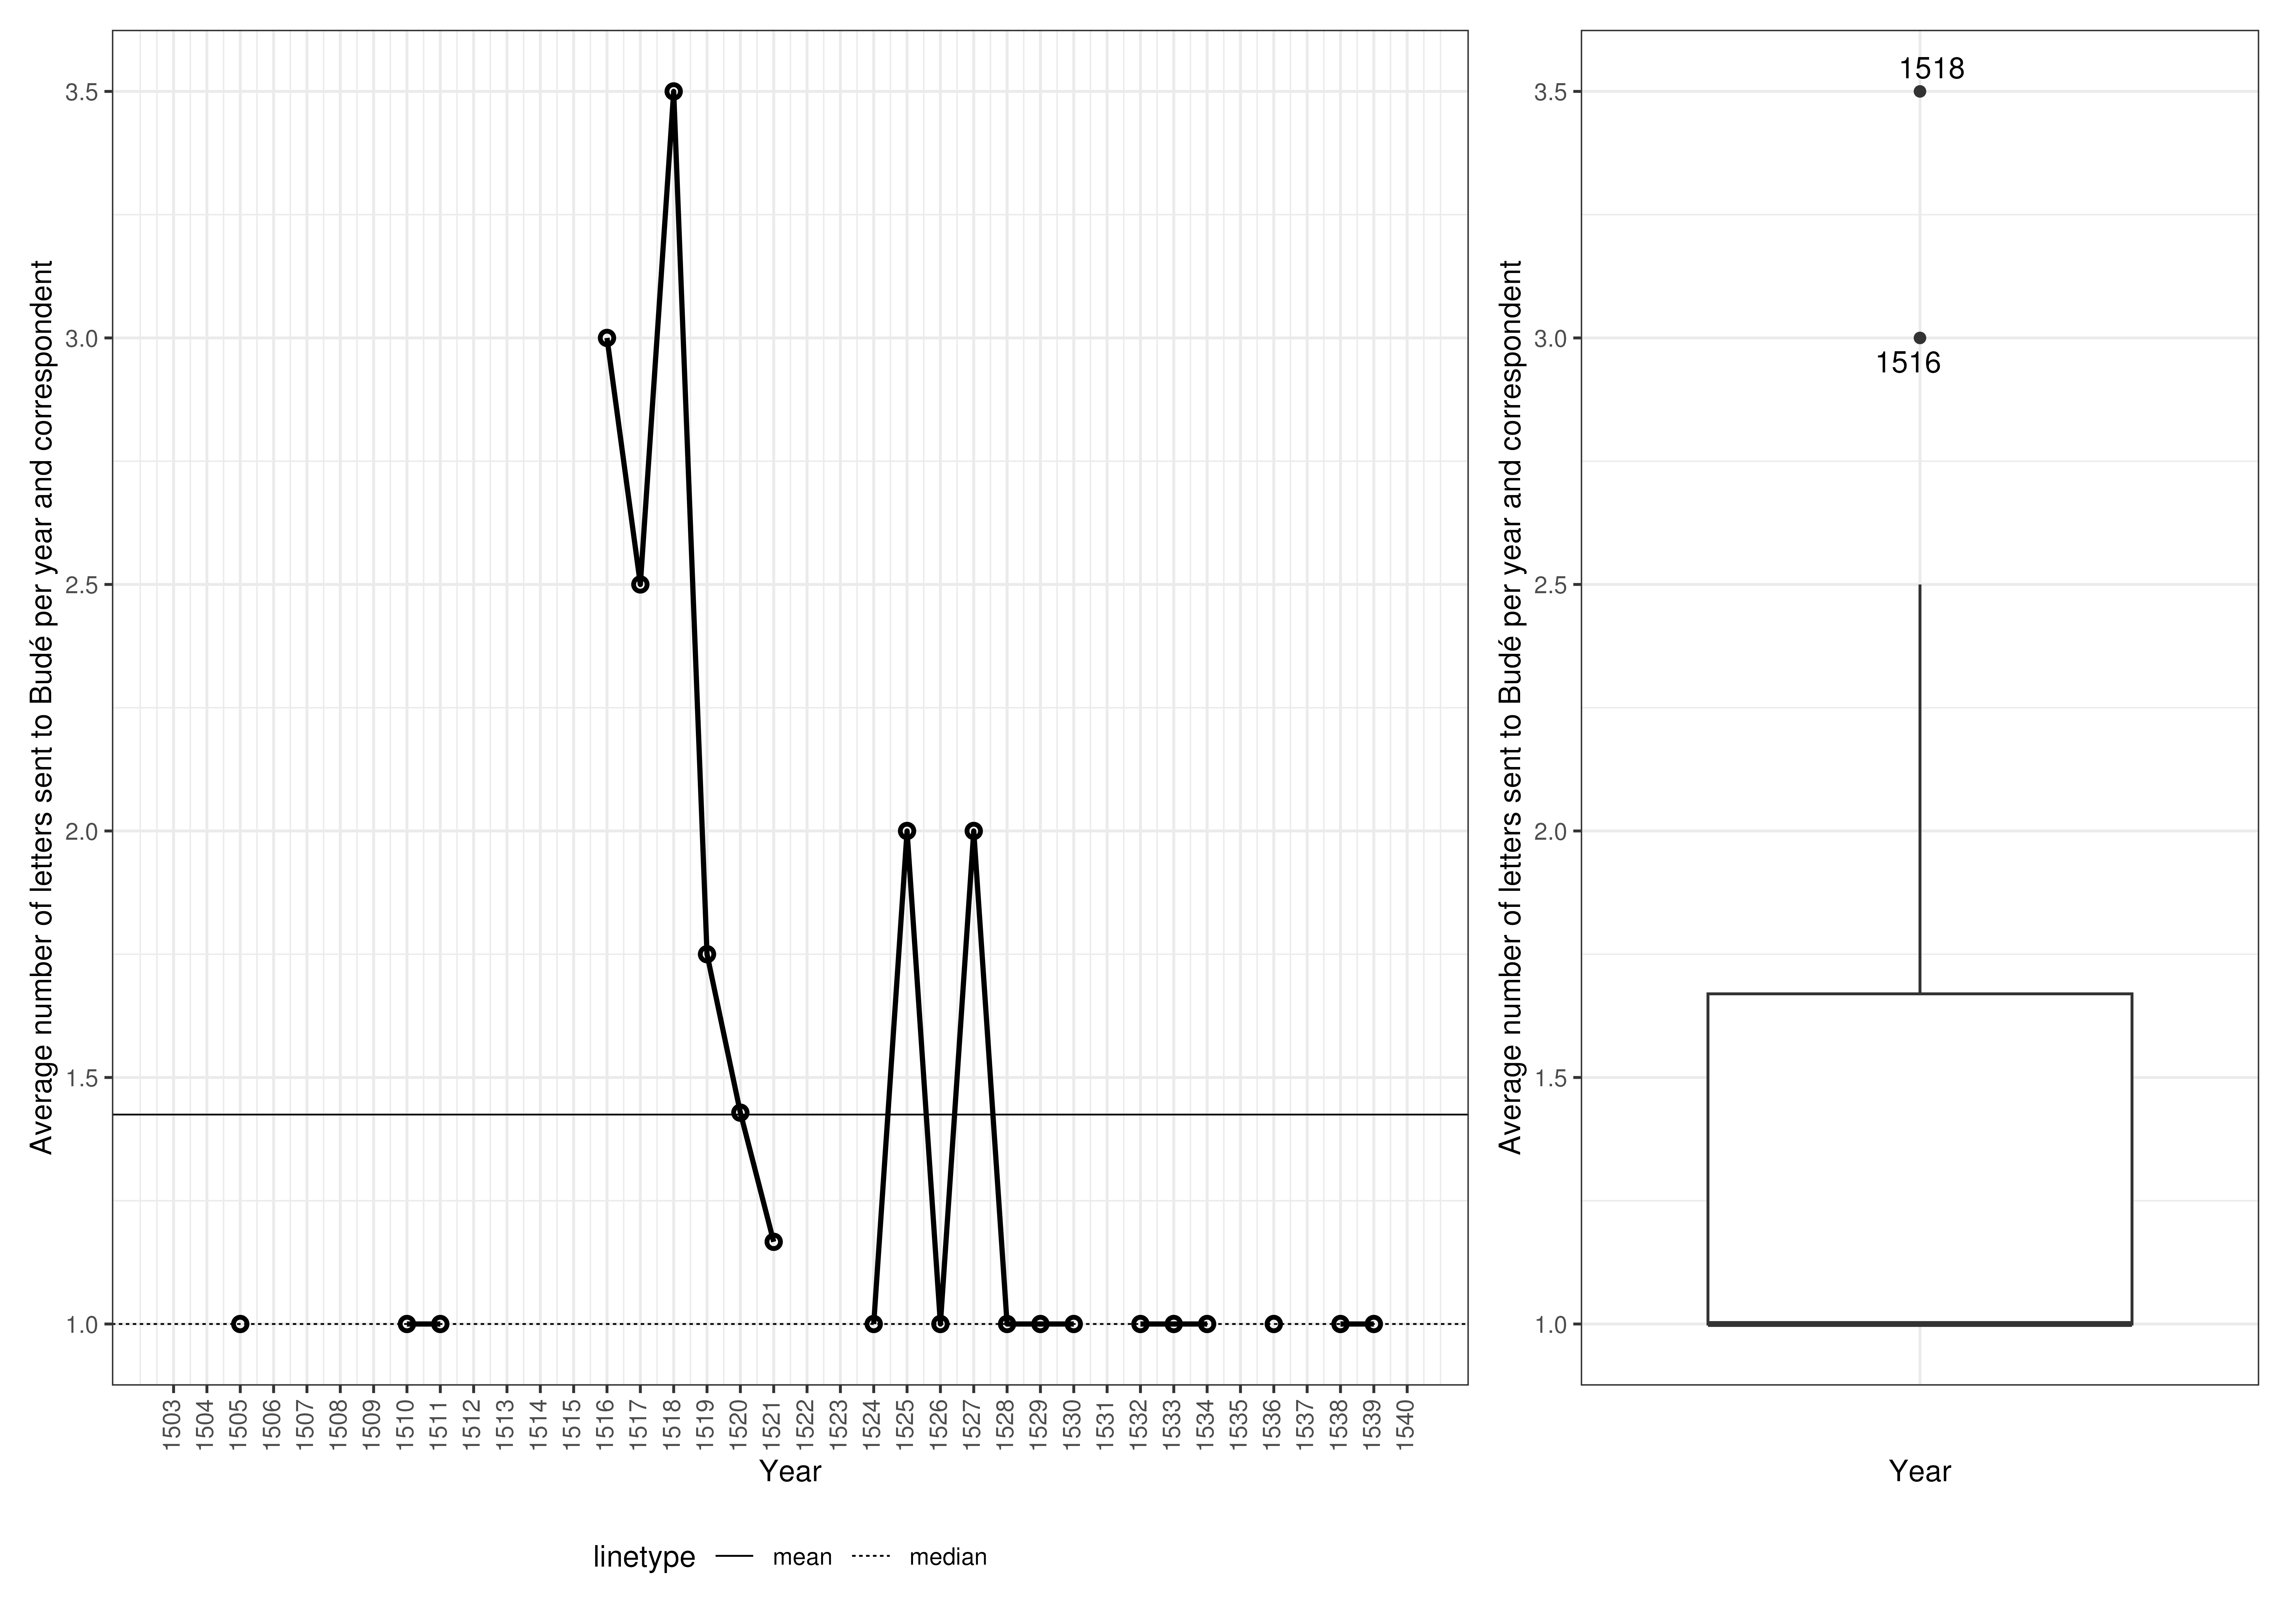 Average number of letters sent to Budé per year and correspondent
3.5
3.0
2.5
2.0
1.5
1.0
1503 1504 1505 1506 1507 1508 1509 1510 1511 1512 1513 1514 1515 1516 1517 1518 1519 1520 1521 1522 1523 1524 1525 1526 1527 1528 1529 1530 1531 1532 1533 1534 1535 1536 1537 1538 1539 1540
Year
linetype mean median
Average number of letters sent to Budé per year and correspondent
3.5
3.0
2.5
2.0
1.5
1.0
1518
1516
Year